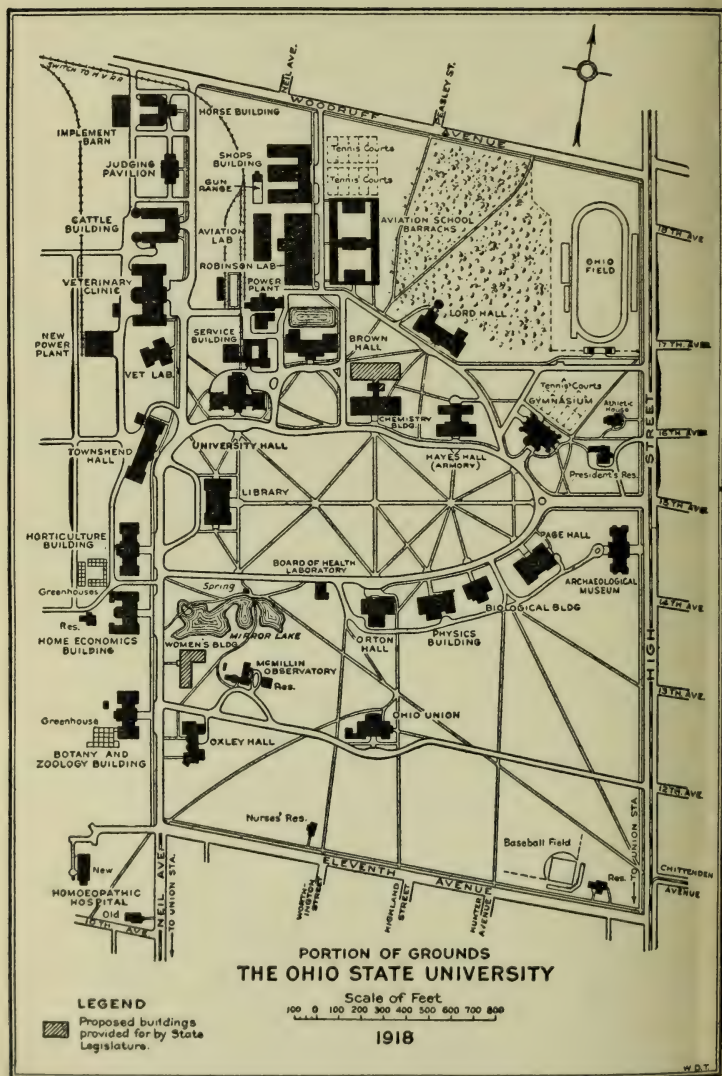 SWITCH TO H V R R
NEIL AVE.
EASLEY ST.
WOODRUFF
AVENUE
HORSE BUILDING
IMPLEMENT
BARN
SHOPS
BUILDING
Tennis Courts
JUDGING
PAVILION
GUN
RANGE
Tennis Courts
CATTLE
BUILDING
AVIATION
LAB
AVIATION SCHOOL
BARRACKS
18TH AVE
OHIO
FIELD
ROBINSON LAB
VETERINARY
CLINIC
POWER
PLANT
LORD HALL
NEW
POWER
PLANT
SERVICE
BUILDING
BROWN
HALL
17TH AVE.
VET LAB.
Tennis Courts
GYMNASIUM
Athletic
House
CHEMISTRY
BLDG
16TH AVE.
TOWNSHEND
HALL
UNIVERSITY HALL
HAYES HALL
(ARMORY)
President's Res.
STREET
LIBRARY
15TH AVE.
HORTICULTURE
BUILDING
PAGE HALL
BOARD OF HEALTH
LABORATORY
ARCHAEOLOGICAL
MUSEUM
Greenhouses
Spring
BIOLOGICAL BLDG
14TH AVE.
Res.
MIRROR LAKE
ORTON
HALL
PHYSICS
BUILDING
HOME ECONOMICS
BUILDING
WOMEN'S BLDG
McMILLIN
OBSERVATORY
Res.
HIGH
13TH AVE.
Greenhouse
OHIO UNION
OXLEY HALL
BOTANY AND
ZOOLOGY BUILDING
12TH AVE.
Nurses' Res.
TO UNION STA.
Baseball Field
New
ELEVENTH
AVENUE
Res.
CHITTENDEN
AVENUE
HOMOEOPATHIC
HOSPITAL
Old
10TH AVE
NEIL AVE.
TO UNION STA.
WORTH-
INGTON
STREET
HIGHLAND
STREET
HUNTER
AVENUE
PORTION OF GROUNDS
THE OHIO STATE UNIVERSITY
LEGEND
Proposed buildings
provided for by State
Legislature.
Scale of Feet
100 0 100 200 300 400 500 600 700 800
1918
W.D.T.